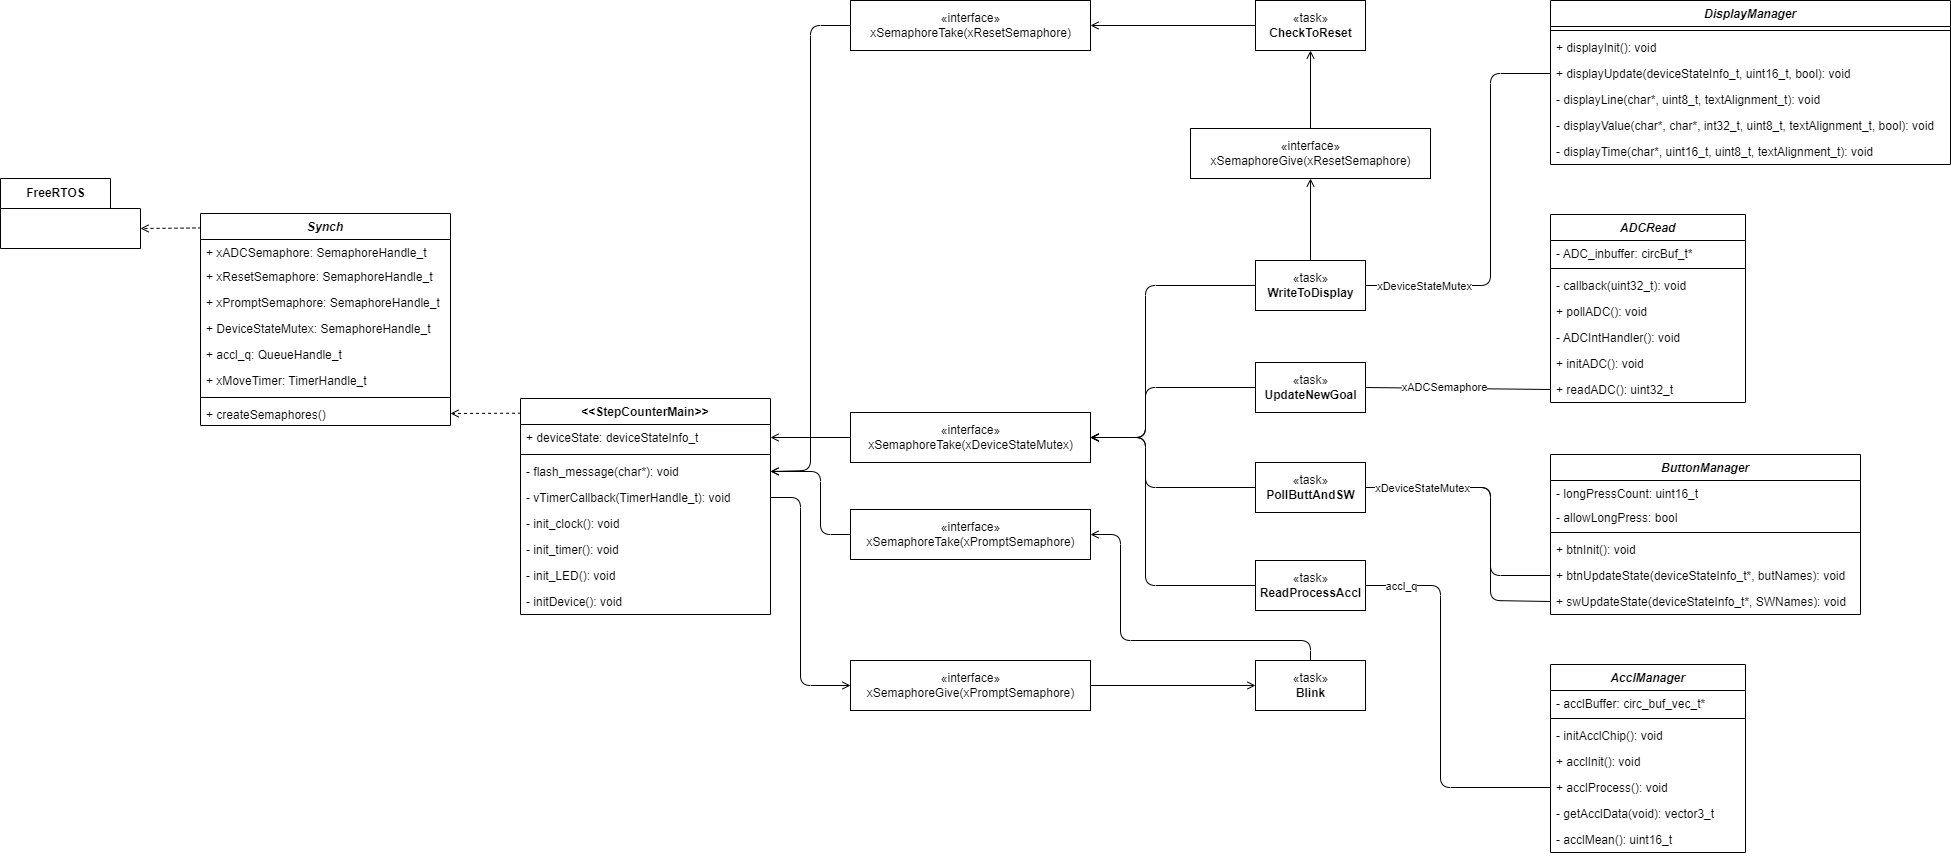 FreeRTOS
Synch
+ xADCSemaphore: SemaphoreHandle_t
+ xResetSemaphore: SemaphoreHandle_t
+ xPromptSemaphore: SemaphoreHandle_t
+ DeviceStateMutex: SemaphoreHandle_t
+ accl_q: QueueHandle_t
+ xMoveTimer: TimerHandle_t
+ createSemaphores()
<<StepCounterMain>>
+ deviceState: deviceStateInfo_t
- flash_message(char*): void
- vTimerCallback(TimerHandle_t): void
- init_clock(): void
- init_timer(): void
- init_LED(): void
- initDevice(): void
«interface»
xSemaphoreTake(xResetSemaphore)
«interface»
xSemaphoreTake(xDeviceStateMutex)
«interface»
xSemaphoreTake(xPromptSemaphore)
«interface»
xSemaphoreGive(xPromptSemaphore)
«task»
CheckToReset
«interface»
xSemaphoreGive(xResetSemaphore)
«task»
WriteToDisplay
xDeviceStateMutex
«task»
UpdateNewGoal
xADCSemaphore
«task»
PollButtAndSW
xDeviceStateMutex
«task»
ReadProcessAccl
accl_q
«task»
Blink
DisplayManager
+ displayInit(): void
+ displayUpdate(deviceStateInfo_t, uint16_t, bool): void
- displayLine(char*, uint8_t, textAlignment_t): void
- displayValue(char*, char*, int32_t, uint8_t, textAlignment_t, bool): void
- displayTime(char*, uint16_t, uint8_t, textAlignment_t): void
ADCRead
- ADC_inbuffer: circBuf_t*
- callback(uint32_t): void
+ pollADC(): void
- ADCIntHandler(): void
+ initADC(): void
+ readADC(): uint32_t
ButtonManager
- longPressCount: uint16_t
- allowLongPress: bool
+ btnInit(): void
+ btnUpdateState(deviceStateInfo_t*, butNames): void
+ swUpdateState(deviceStateInfo_t*, SWNames): void
AcclManager
- acclBuffer: circ_buf_vec_t*
- initAcclChip(): void
+ acclInit(): void
+ acclProcess(): void
- getAcclData(void): vector3_t
- acclMean(): uint16_t